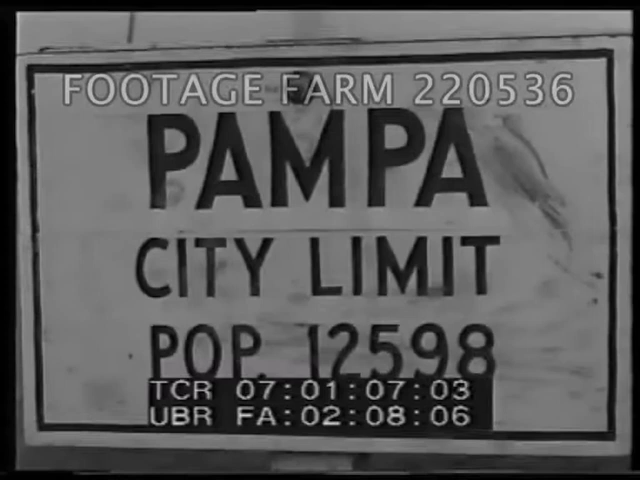 FOOTAGE FARM 220536
PAMPA
CITY LIMIT
POP. 12598
TCR 07:01:07:03
UBR FA:02:08:06